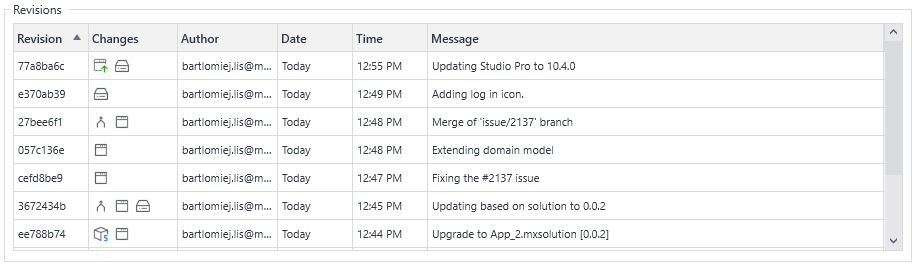 Revisions
Revision Changes Author Date Time Message
77a8ba6c bartlomiej.lis@m... Today 12:55 PM Updating Studio Pro to 10.4.0
e370ab39 bartlomiej.lis@m... Today 12:49 PM Adding log in icon.
27bee6f1 bartlomiej.lis@m... Today 12:48 PM Merge of 'issue/2137' branch
057c136e bartlomiej.lis@m... Today 12:48 PM Extending domain model
cefd8be9 bartlomiej.lis@m... Today 12:47 PM Fixing the #2137 issue
3672434b bartlomiej.lis@m... Today 12:45 PM Updating based on solution to 0.0.2
ee788b74 S bartlomiej.lis@m... Today 12:44 PM Upgrade to App_2.mxsolution [0.0.2]